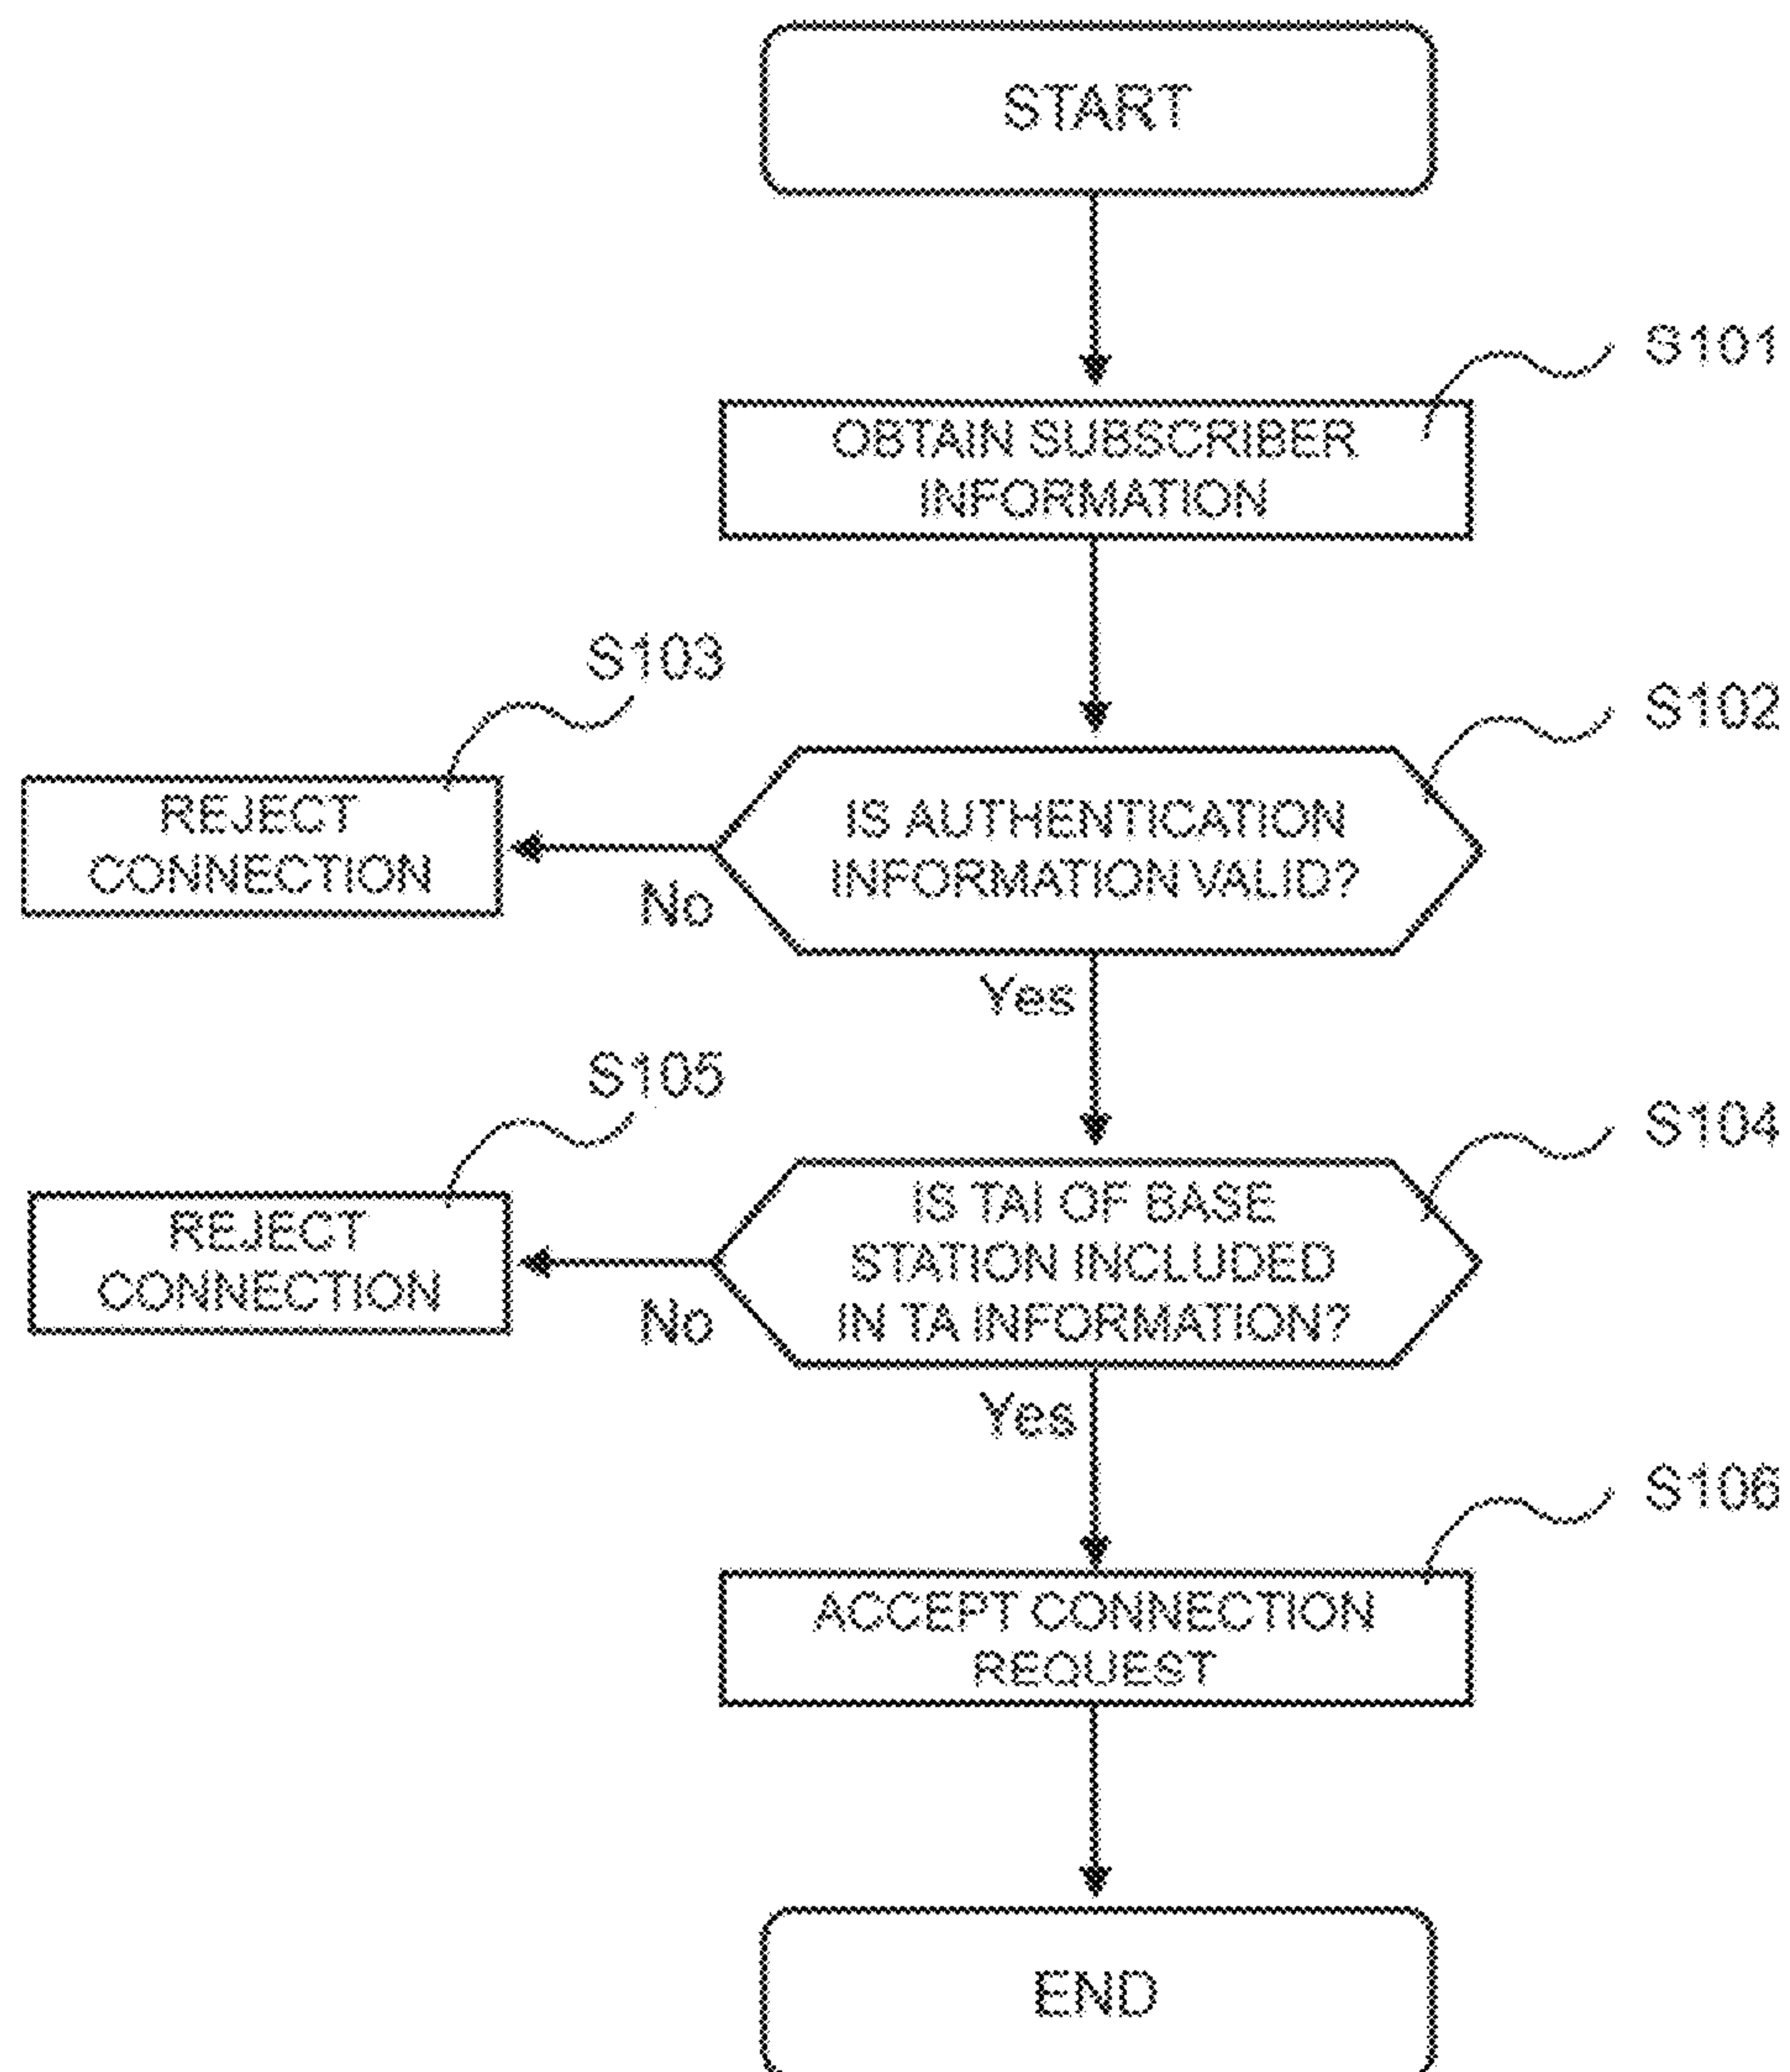 START
S101
OBTAIN SUBSCRIBER
INFORMATION
S103
S102
REJECT
CONNECTION
No
IS AUTHENTICATION
INFORMATION VALID?
Yes
S105
S104
REJECT
CONNECTION
No
IS TAI OF BASE
STATION INCLUDED
IN TA INFORMATION?
Yes
S106
ACCEPT CONNECTION
REQUEST
END